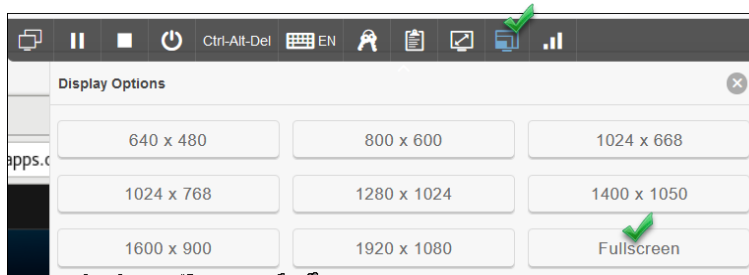 Ctrl-Alt-Del EN
Display Options
640 x 480 800 x 600 1024 x 668
apps.c
1024 x 768 1280 x 1024 1400 x 1050
1600 x 900 1920 x 1080 Fullscreen